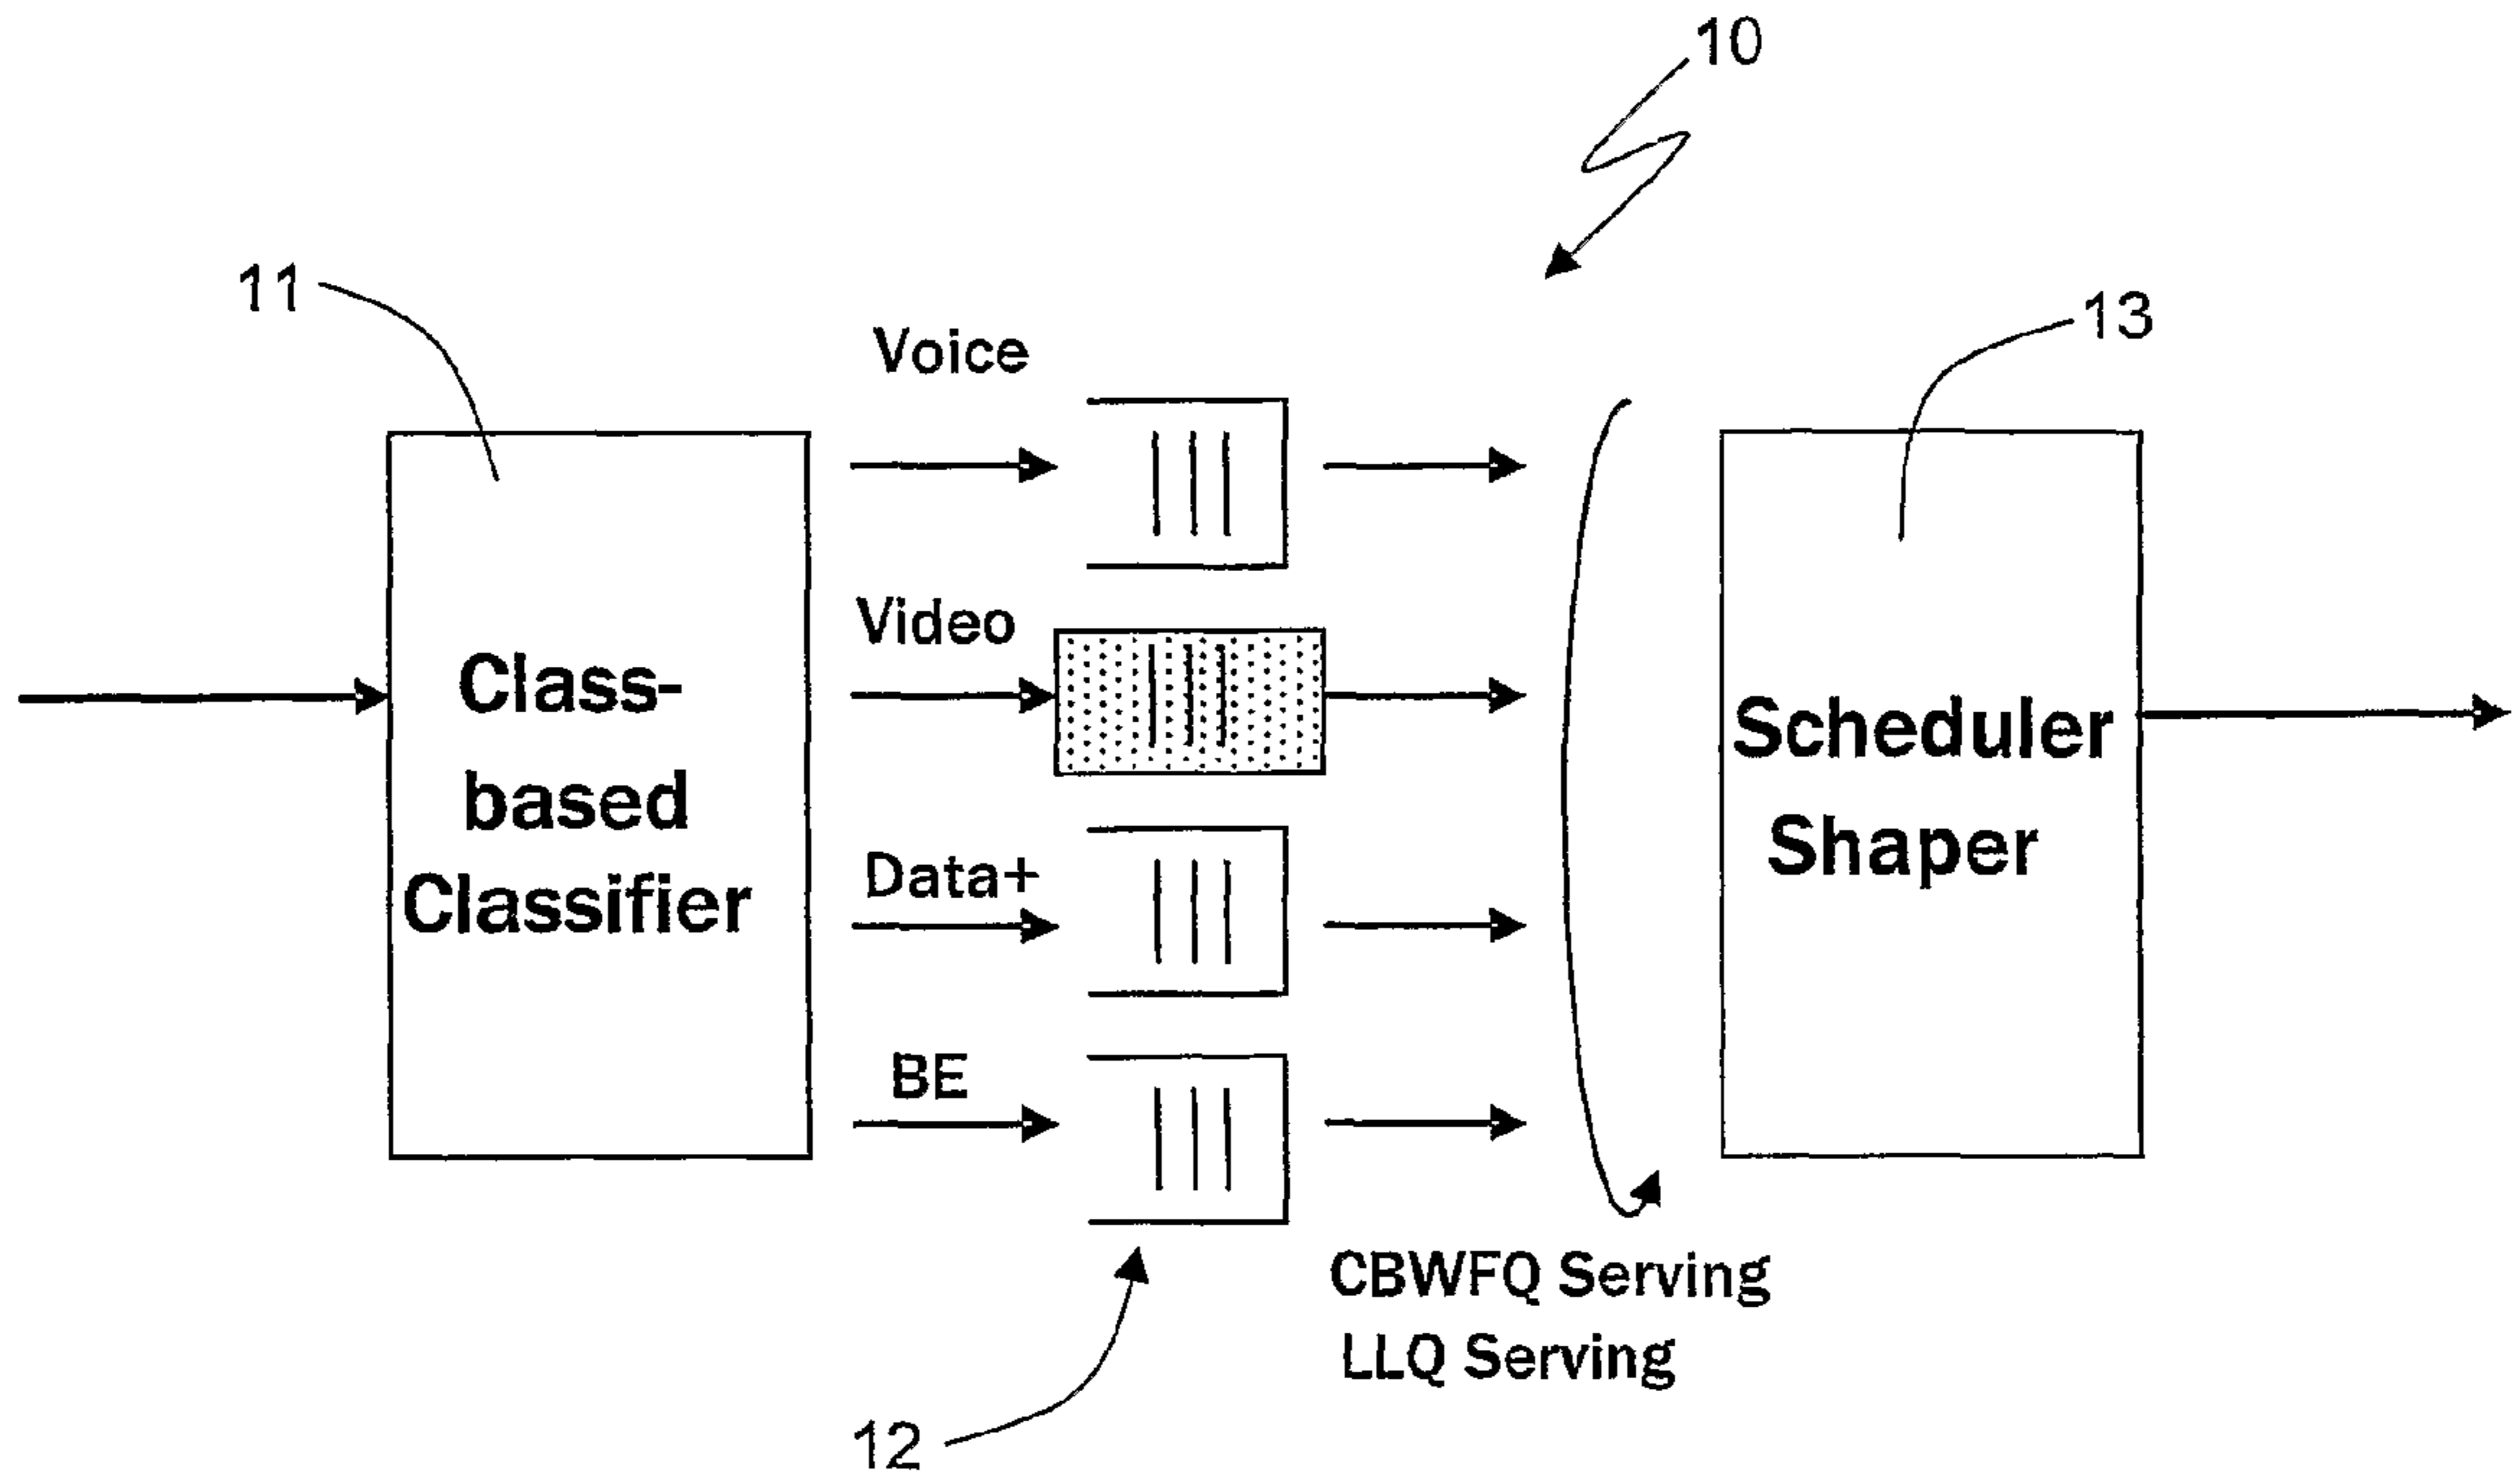 10
11
13
Voice
Video
Class-
based
Classifier
Scheduler
Shaper
Data+
BE
CBWFQ Serving
LLQ Serving
12